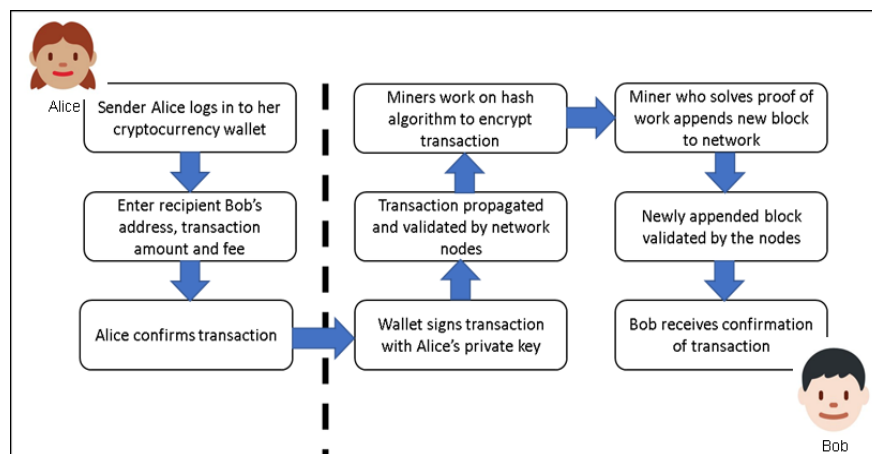 Alice
Sender Alice logs in to her
cryptocurrency wallet
Enter recipient Bob's
address, transaction
amount and fee
Alice confirms transaction
Wallet signs transaction
with Alice's private key
Transaction propagated
and validated by network
nodes
Miners work on hash
algorithm to encrypt
transaction
Miner who solves proof of
work appends new block
to network
Newly appended block
validated by the nodes
Bob receives confirmation
of transaction
Bob